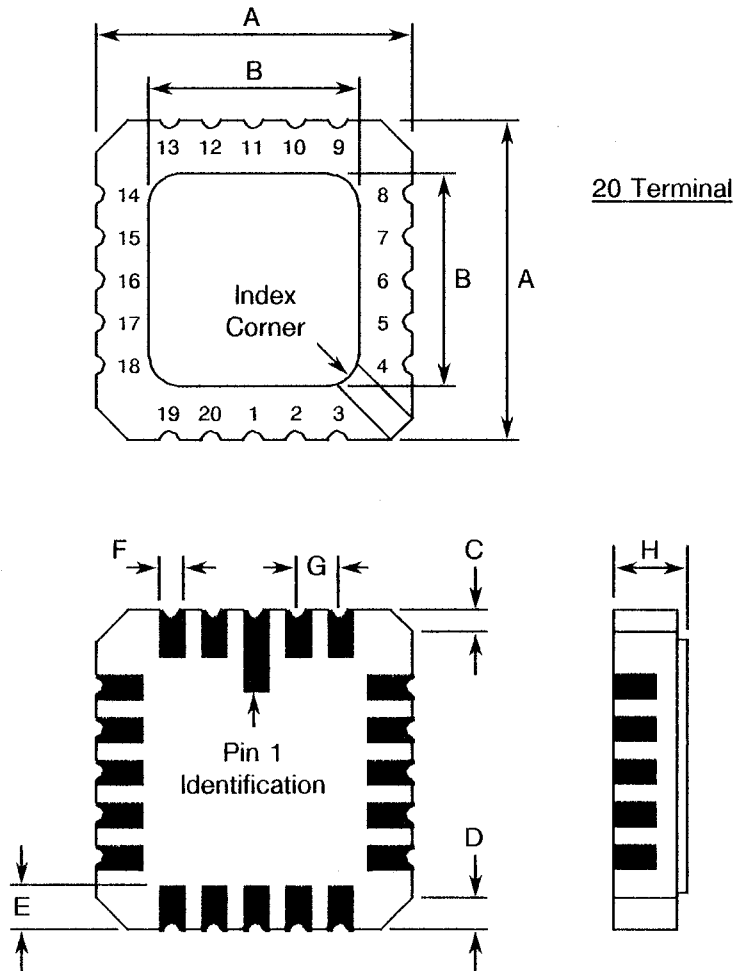 A
B
13 12 11 10 9
14 8
20 Terminal
15 7
16 6
B A
Index
Corner
17 5
18 4
19 20 1 2 3
F G C H
Pin 1
Identification
D
E